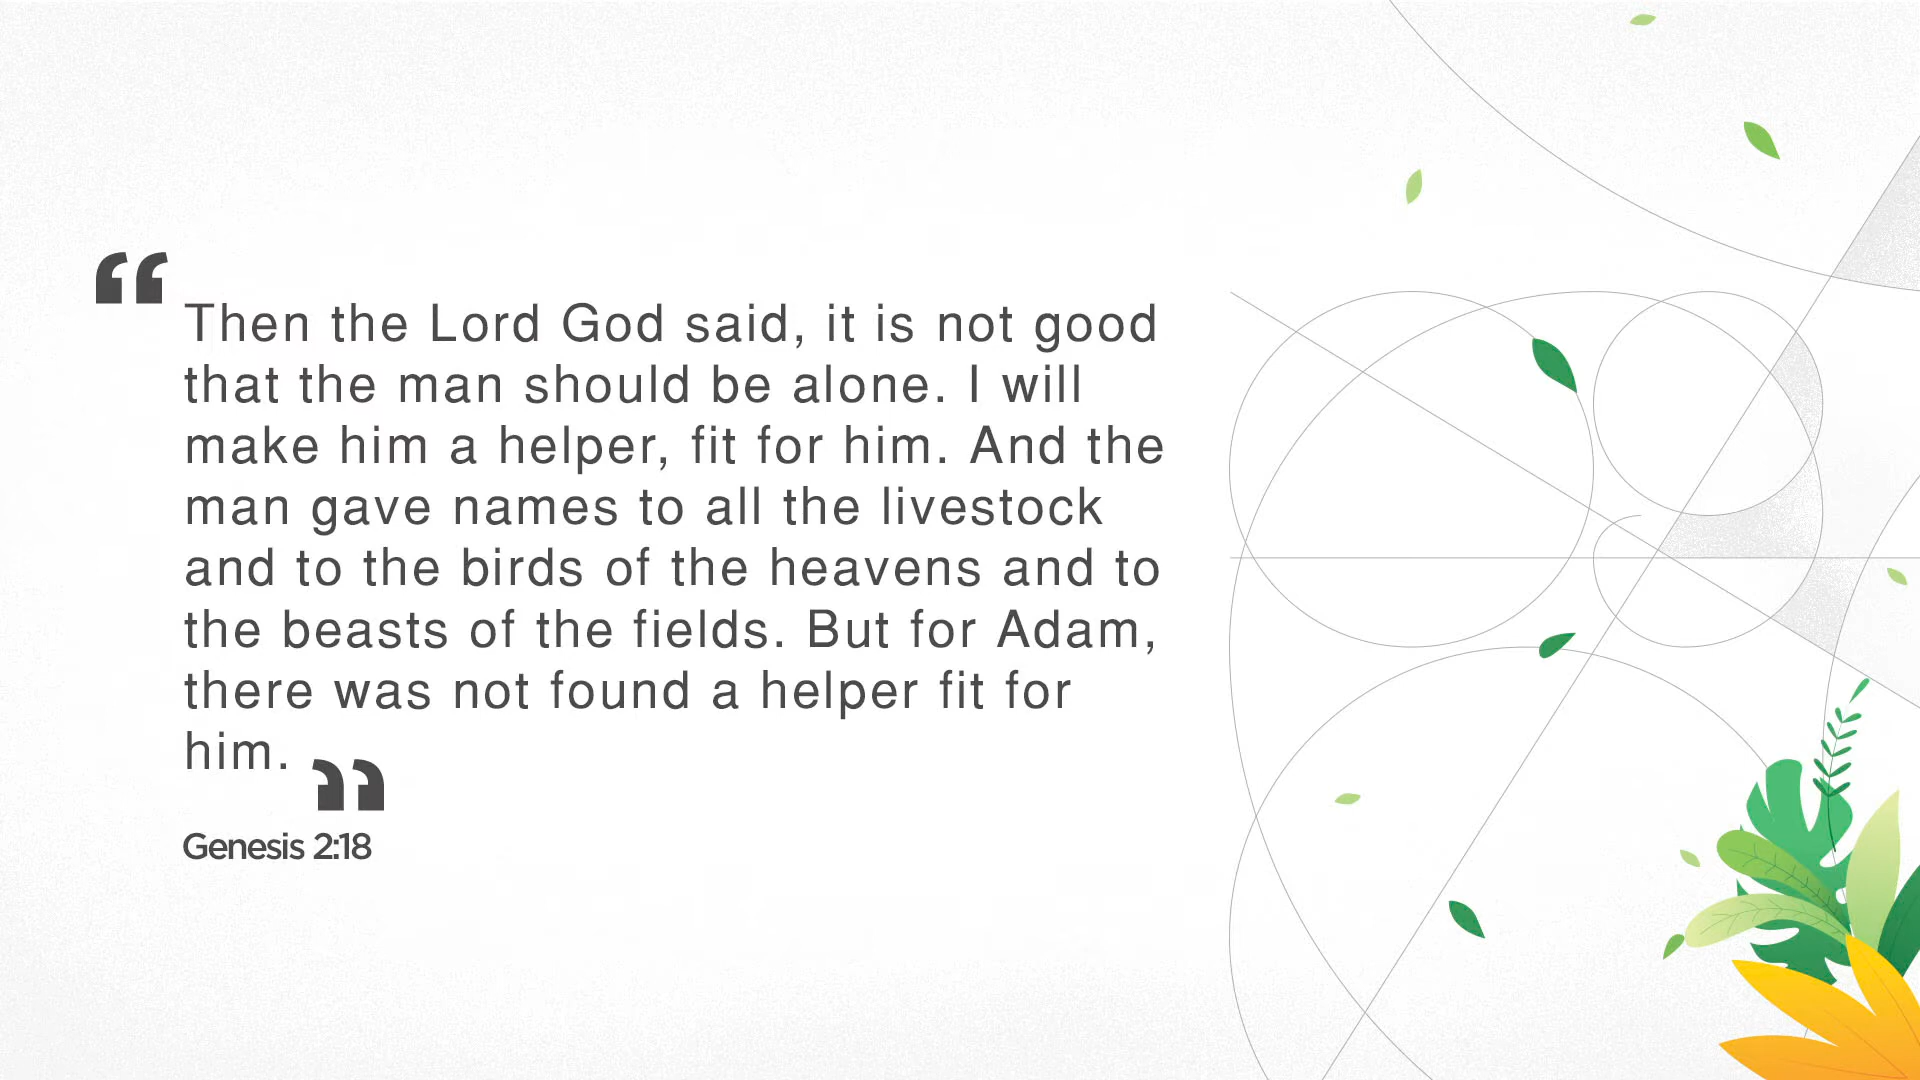 “Then the Lord God said, it is not good
that the man should be alone. I will
make him a helper, fit for him. And the
man gave names to all the livestock
and to the birds of the heavens and to
the beasts of the fields. But for Adam,
there was not found a helper fit for
him.”
Genesis 2:18